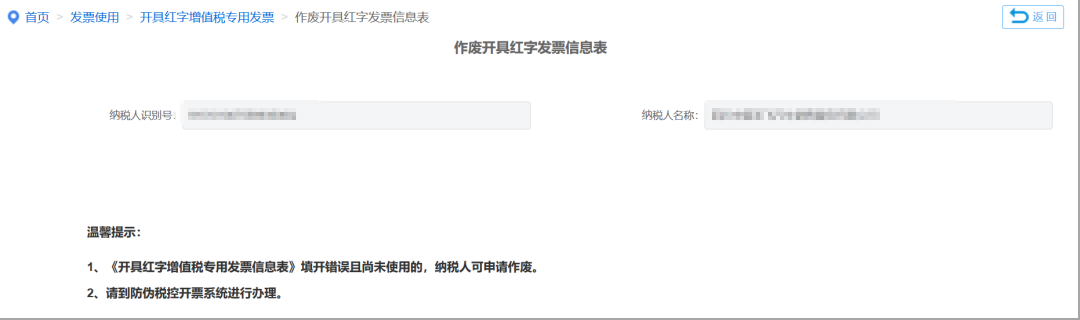 首页 > 发票使用 > 开具红字增值税专用发票 > 作废开具红字发票信息表 返回
作废开具红字发票信息表
纳税人识别号: 纳税人名称:
温馨提示：
1、《开具红字增值税专用发票信息表》填开错误且尚未使用的，纳税人可申请作废。
2、请到防伪税控开票系统进行办理。